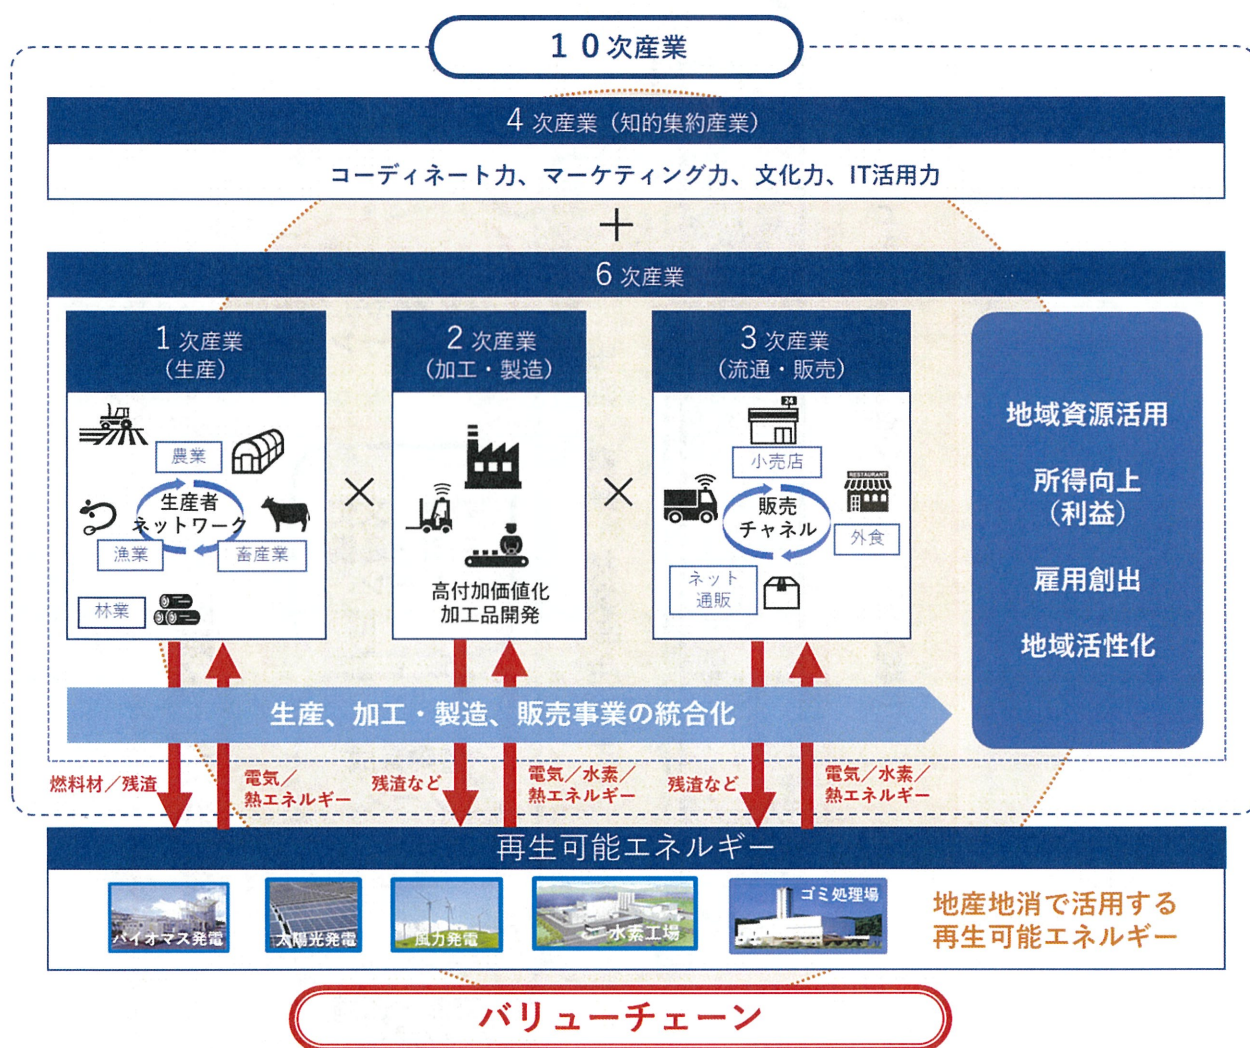 10次産業
4 次産業（知的集約産業）
コーディネート力、マーケティング力、文化力、IT活用力
＋
6 次産業
1 次産業
（生産）
農業
生産者
ネットワーク
漁業
畜産業
林業
×
2 次産業
（加工・製造）
高付加価値化
加工品開発
×
3 次産業
（流通・販売）
24
小売店
販売
チャネル
RESTAURANT
外食
ネット
通販
地域資源活用
所得向上
（利益）
雇用創出
地域活性化
生産、加工・製造、販売事業の統合化
燃料材／残渣
電気／
熱エネルギー
残渣など
電気／水素／
熱エネルギー
残渣など
電気／水素／
熱エネルギー
再生可能エネルギー
バイオマス発電
太陽光発電
風力発電
水素工場
ゴミ処理場
地産地消で活用する
再生可能エネルギー
バリューチェーン